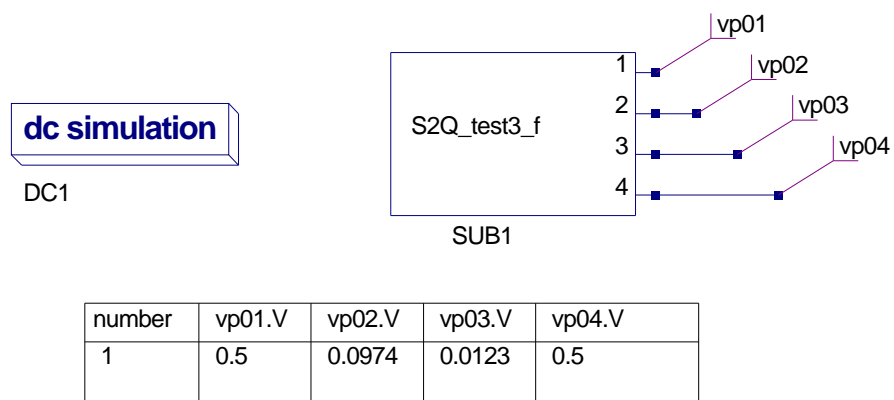 vp01
1
vp02
2
dc simulation
S2Q_test3_f
vp03
3
vp04
4
DC1
SUB1
number vp01.V vp02.V vp03.V vp04.V
1 0.5 0.0974 0.0123 0.5